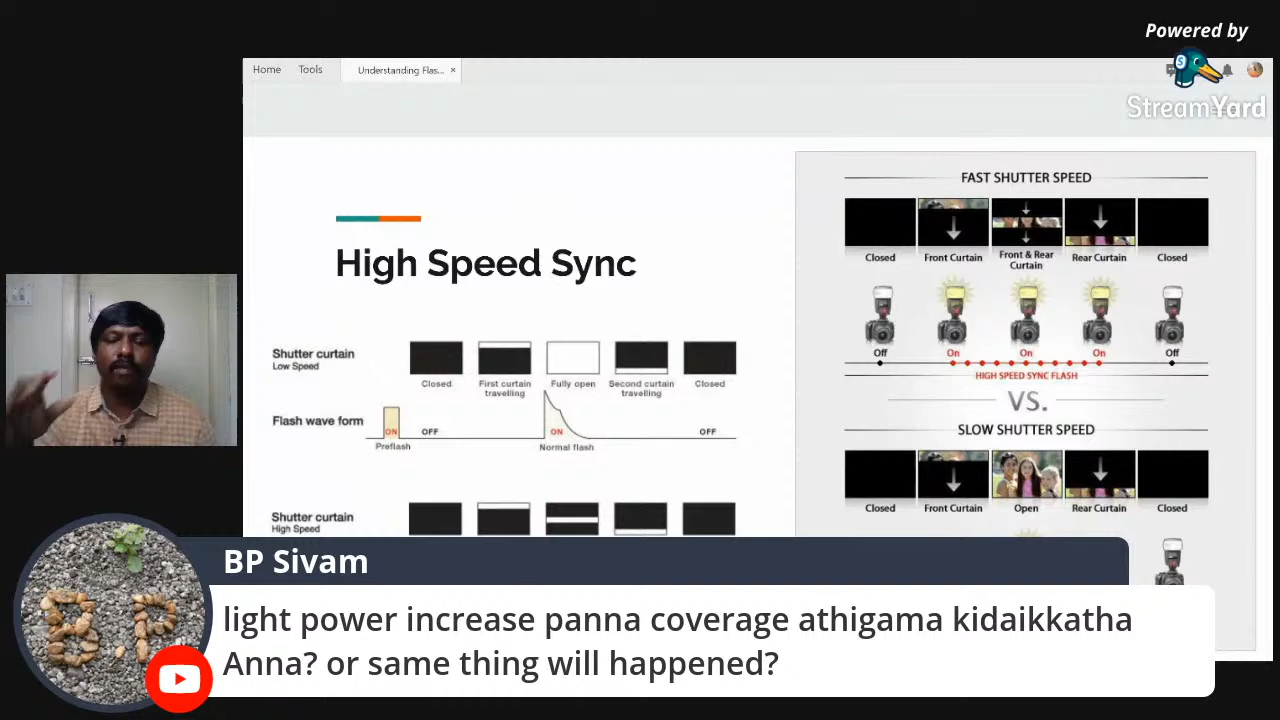 Powered by
StreamYard
Home Tools Understanding Flas... ×
High Speed Sync
Shutter curtain
Low Speed
Closed First curtain travelling Fully open Second curtain travelling Closed
Flash wave form
ON OFF ON OFF
Preflash Normal flash
Shutter curtain
High Speed
FAST SHUTTER SPEED
Closed Front Curtain Front & Rear Curtain Rear Curtain Closed
Off On On On Off
HIGH SPEED SYNC FLASH
VS.
SLOW SHUTTER SPEED
Closed Front Curtain Open Rear Curtain Closed
BP
BP Sivam
light power increase panna coverage athigama kidaikkatha
Anna? or same thing will happened?